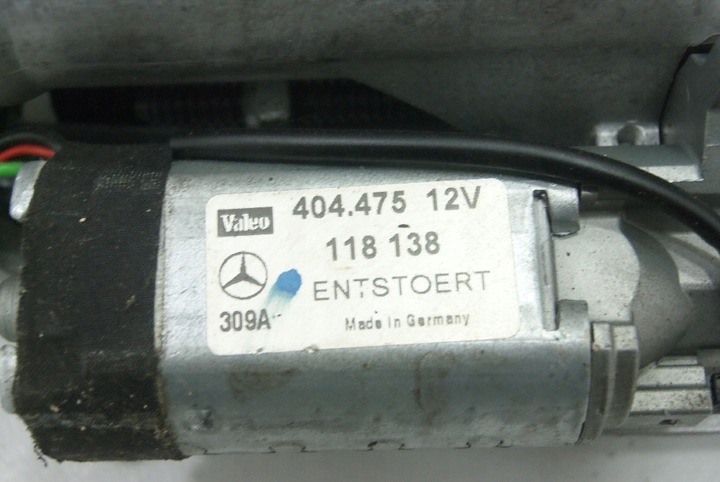 Valeo 404.475 12V
118 138
ENTSTOERT
309A Made In Germany